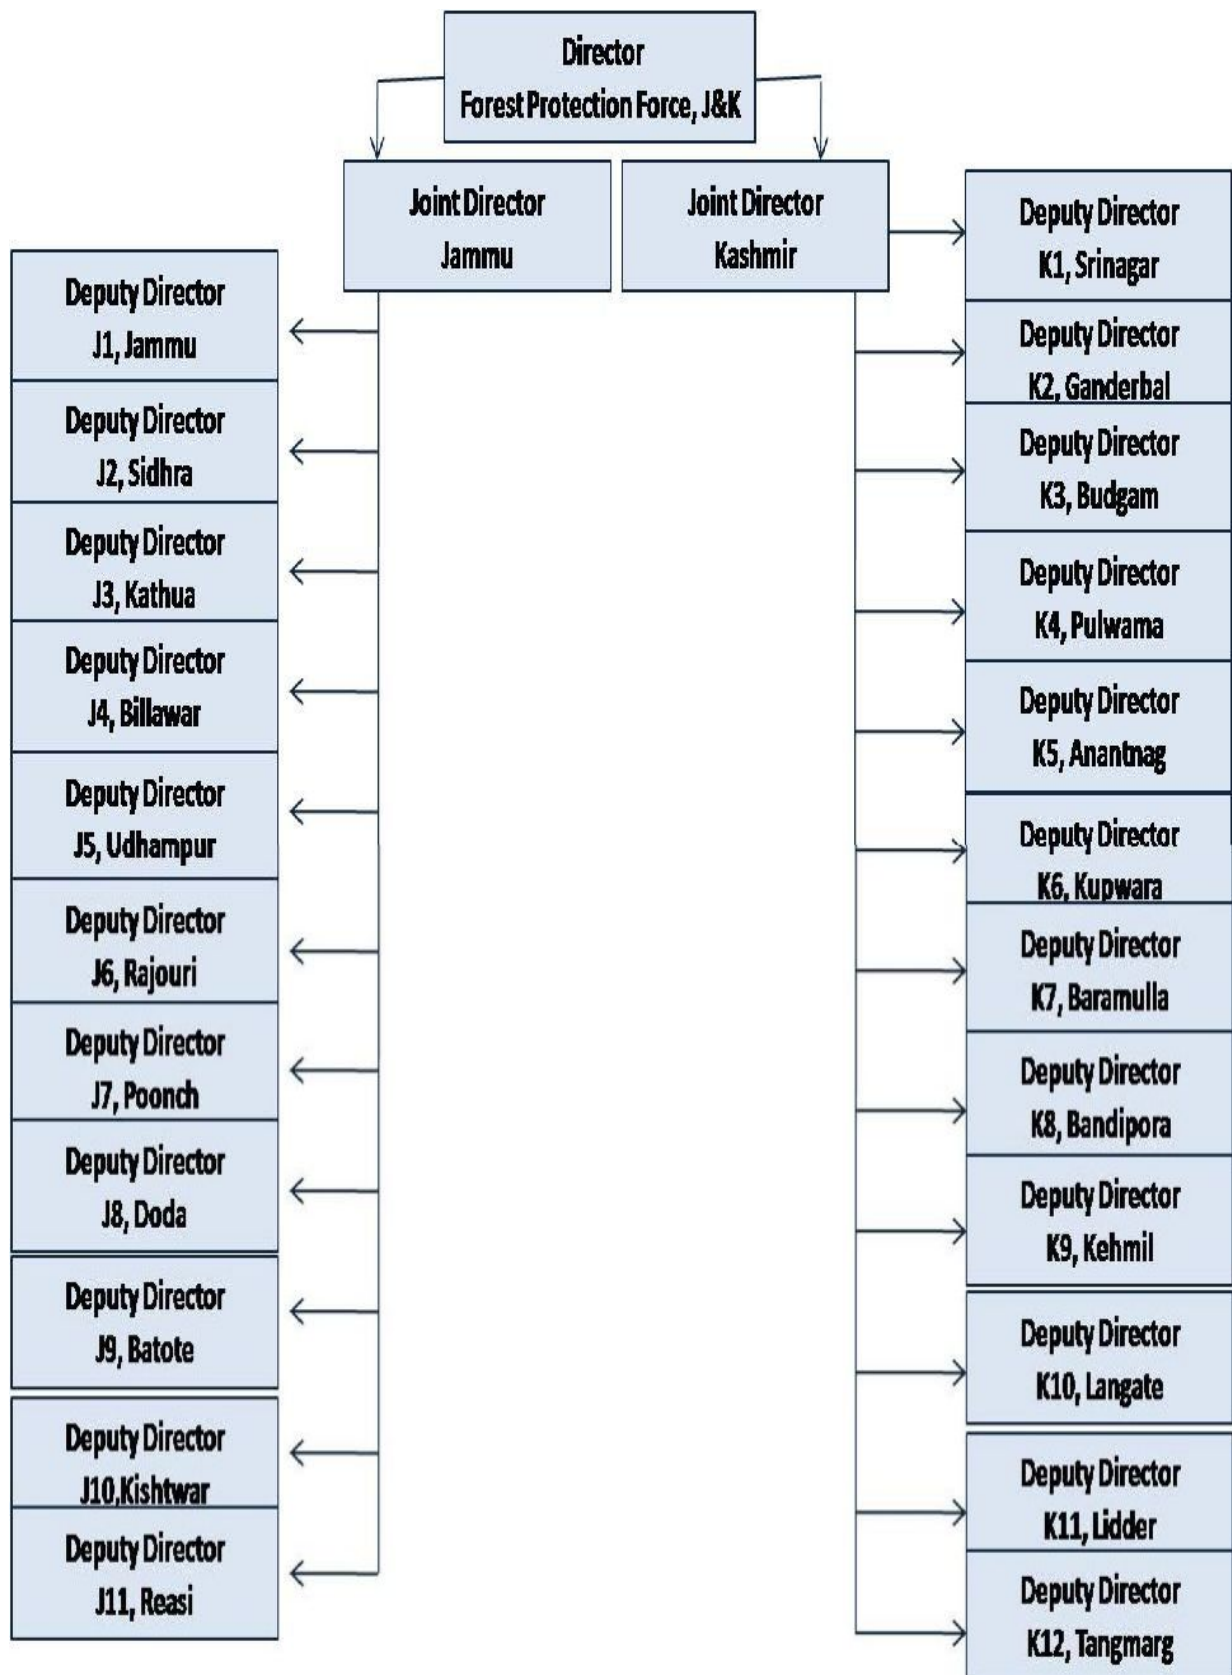 Director
Forest Protection Force, J&K
Joint Director
Jammu
Joint Director
Kashmir
Deputy Director
J1, Jammu
Deputy Director
J2, Sidhra
Deputy Director
J3, Kathua
Deputy Director
J4, Billawar
Deputy Director
J5, Udhampur
Deputy Director
J6, Rajouri
Deputy Director
J7, Poonch
Deputy Director
J8, Doda
Deputy Director
J9, Batote
Deputy Director
J10,Kishtwar
Deputy Director
J11, Reasi
Deputy Director
K1, Srinagar
Deputy Director
K2, Ganderbal
Deputy Director
K3, Budgam
Deputy Director
K4, Pulwama
Deputy Director
K5, Anantnag
Deputy Director
K6, Kupwara
Deputy Director
K7, Baramulla
Deputy Director
K8, Bandipora
Deputy Director
K9, Kehmil
Deputy Director
K10, Langate
Deputy Director
K11, Lidder
Deputy Director
K12, Tangmarg